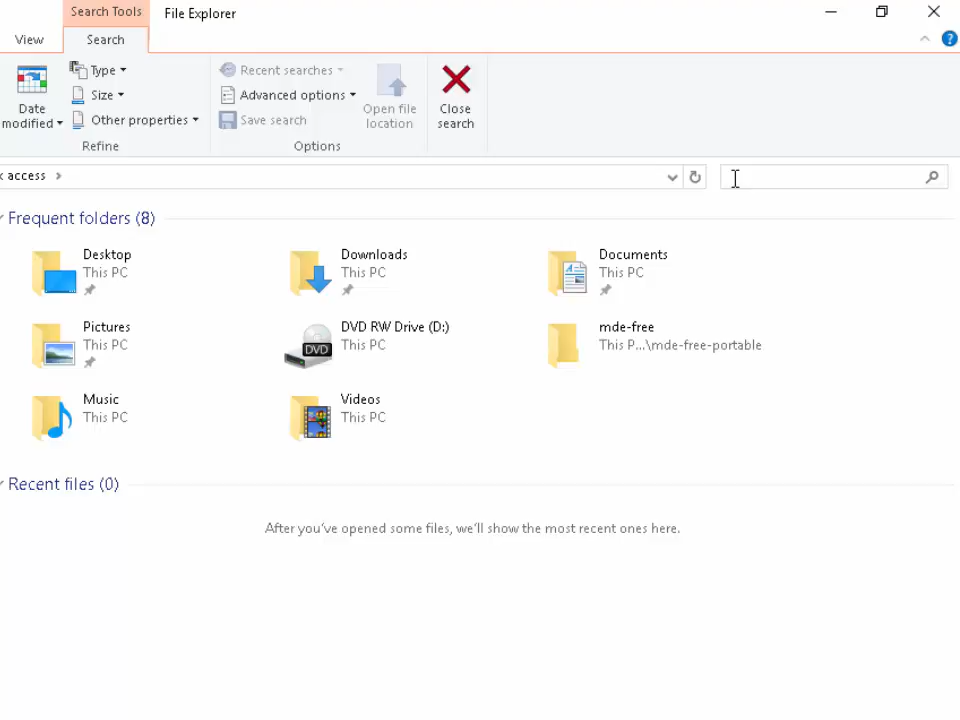 Search Tools
File Explorer
View
Search
Date modified
Type
Size
Other properties
Refine
Recent searches
Advanced options
Save search
Options
Open file location
Close search
?
access
Frequent folders (8)
Desktop
This PC
Downloads
This PC
Documents
This PC
Pictures
This PC
DVD
DVD RW Drive (D:)
This PC
mde-free
This P...\mde-free-portable
Music
This PC
Videos
This PC
Recent files (0)
After you've opened some files, we'll show the most recent ones here.